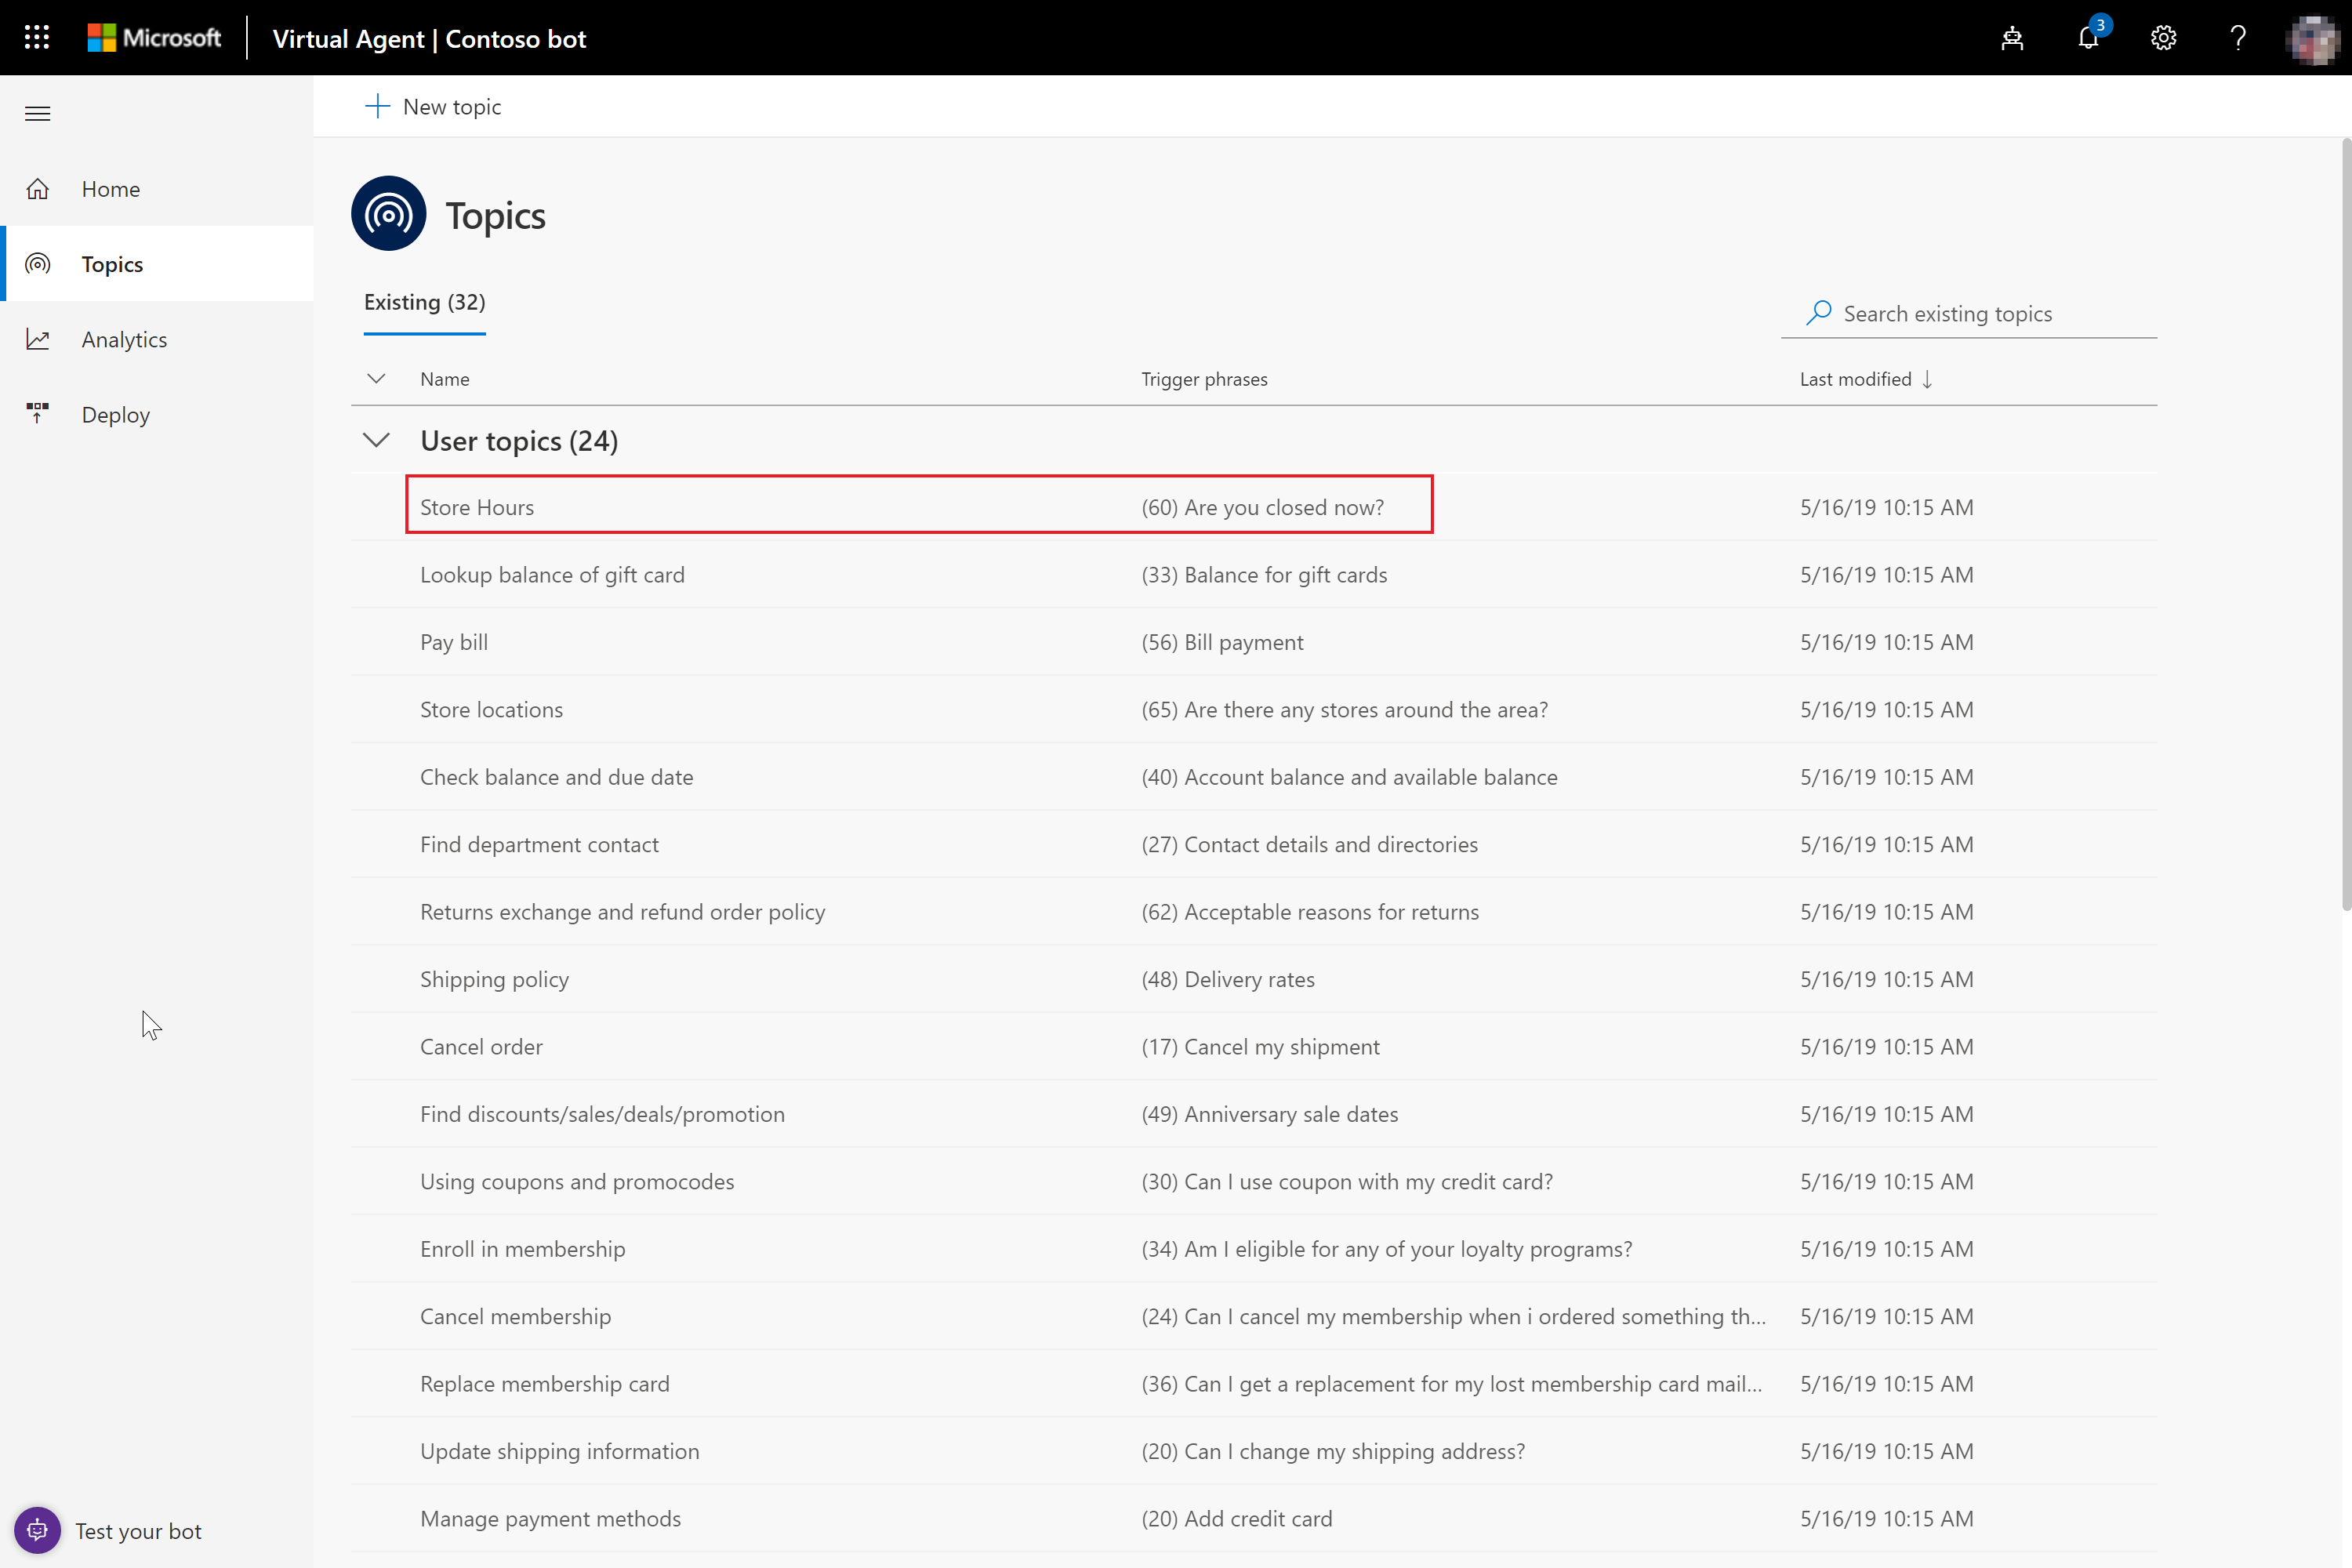 Microsoft Virtual Agent | Contoso bot 3
New topic
Home
Topics
Analytics
Deploy
Test your bot
Topics
Existing (32)
Search existing topics
Name Trigger phrases Last modified
User topics (24)
Store Hours (60) Are you closed now? 5/16/19 10:15 AM
Lookup balance of gift card (33) Balance for gift cards 5/16/19 10:15 AM
Pay bill (56) Bill payment 5/16/19 10:15 AM
Store locations (65) Are there any stores around the area? 5/16/19 10:15 AM
Check balance and due date (40) Account balance and available balance 5/16/19 10:15 AM
Find department contact (27) Contact details and directories 5/16/19 10:15 AM
Returns exchange and refund order policy (62) Acceptable reasons for returns 5/16/19 10:15 AM
Shipping policy (48) Delivery rates 5/16/19 10:15 AM
Cancel order (17) Cancel my shipment 5/16/19 10:15 AM
Find discounts/sales/deals/promotion (49) Anniversary sale dates 5/16/19 10:15 AM
Using coupons and promocodes (30) Can I use coupon with my credit card? 5/16/19 10:15 AM
Enroll in membership (34) Am I eligible for any of your loyalty programs? 5/16/19 10:15 AM
Cancel membership (24) Can I cancel my membership when i ordered something th... 5/16/19 10:15 AM
Replace membership card (36) Can I get a replacement for my lost membership card mail... 5/16/19 10:15 AM
Update shipping information (20) Can I change my shipping address? 5/16/19 10:15 AM
Manage payment methods (20) Add credit card 5/16/19 10:15 AM